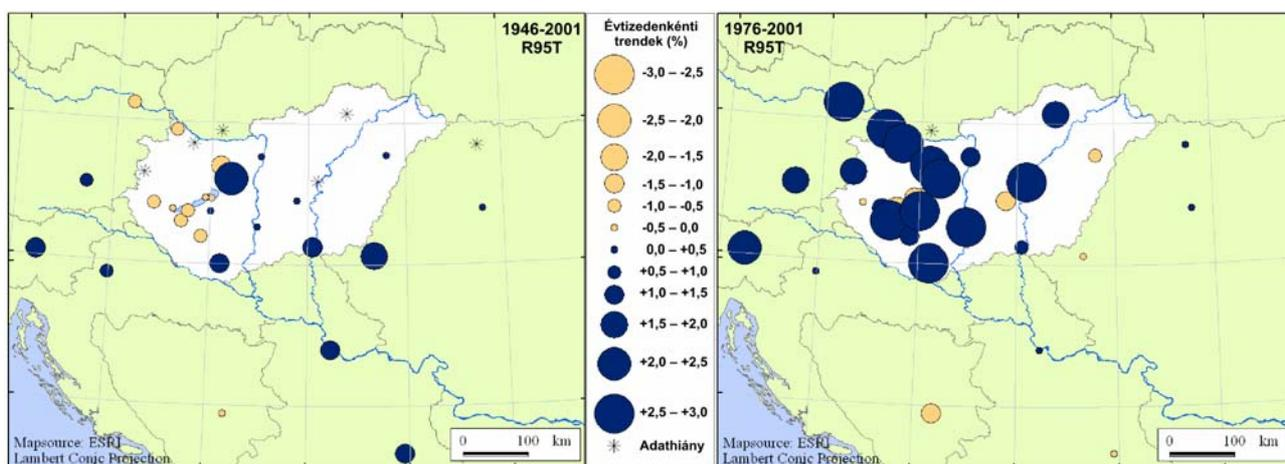 1946-2001
R95T
Mapsource: ESRI
Lambert Conic Projection
0 100 km
Évtizedenkénti
trendek (%)
-3,0 – -2,5
-2,5 – -2,0
-2,0 – -1,5
-1,5 – -1,0
-1,0 – -0,5
-0,5 – 0,0
0,0 – +0,5
+0,5 – +1,0
+1,0 – +1,5
+1,5 – +2,0
+2,0 – +2,5
+2,5 – +3,0
Adathiány
1976-2001
R95T
Mapsource: ESRI
Lambert Conic Projection
0 100 km